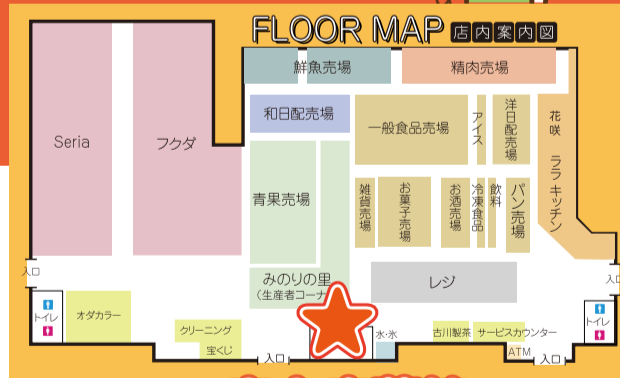 FLOOR MAP 店内案内図
鮮魚売場
精肉売場
和日配売場
一般食品売場
アイス
洋日配売場
花咲 ララキッチン
Seria
フクダ
青果売場
雑貨売場
お菓子売場
お酒売場
冷凍食品
飲料
パン売場
みのりの里
(生産者コーナ
レジ
入口
入口
トイレ
オダカラー
クリーニング
宝くじ
入口
水・氷
古川製茶
サービスカウンター
ATM
入口
トイレ